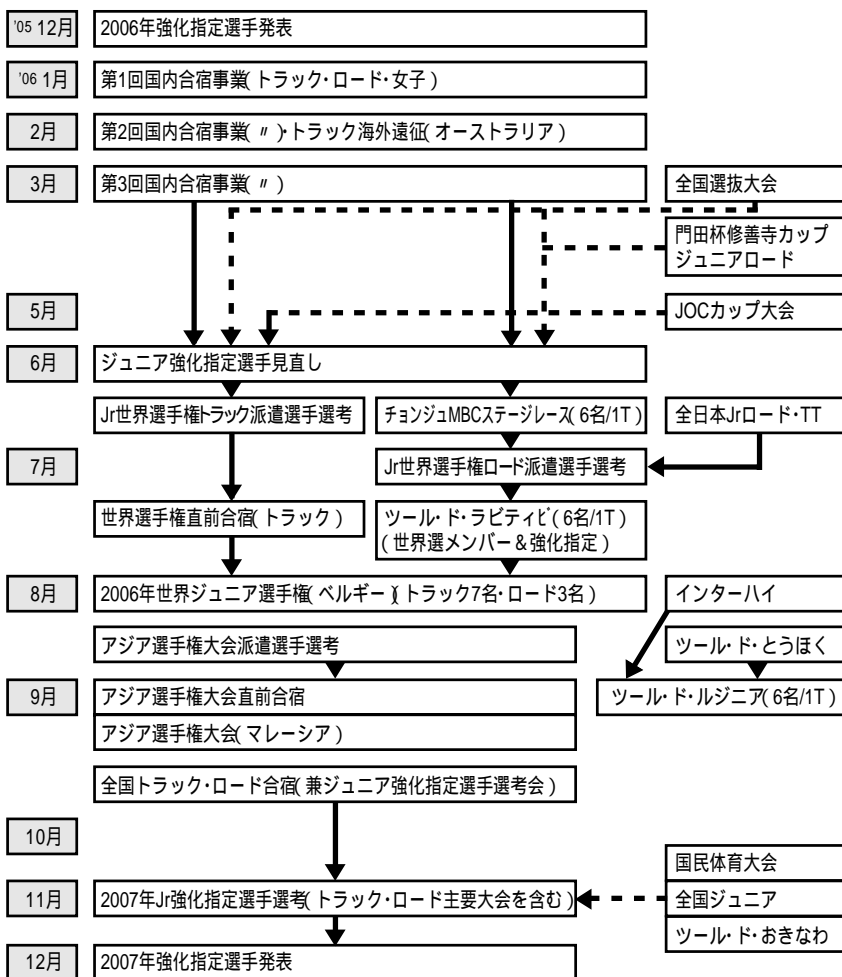 '05 12月 2006年強化指定選手発表
'06 1月 第1回国内合宿事業(トラック・ロード・女子)
2月 第2回国内合宿事業(〃)・トラック海外遠征(オーストラリア)
3月 第3回国内合宿事業(〃) 全国選抜大会
門田杯修善寺カップ
ジュニアロード
5月 JOCカップ大会
6月 ジュニア強化指定選手見直し
Jr世界選手権トラック派遣選手選考 チョンジュMBCステージレース(6名/1T) 全日本Jrロード・TT
7月 Jr世界選手権ロード派遣選手選考
世界選手権直前合宿(トラック) ツール・ド・ラビティビ(6名/1T)
(世界選メンバー&強化指定)
8月 2006年世界ジュニア選手権(ベルギー)(トラック7名・ロード3名) インターハイ
アジア選手権大会派遣選手選考 ツール・ド・とうほく
9月 アジア選手権大会直前合宿 ツール・ド・ルジニア(6名/1T)
アジア選手権大会(マレーシア)
全国トラック・ロード合宿(兼ジュニア強化指定選手選考会)
10月
国民体育大会
11月 2007年Jr強化指定選手選考(トラック・ロード主要大会を含む) 全国ジュニア
ツール・ド・おきなわ
12月 2007年強化指定選手発表